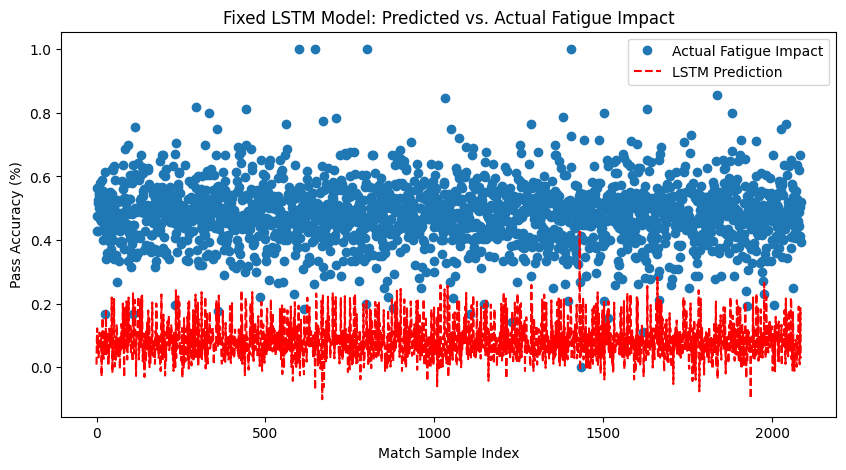 Fixed LSTM Model: Predicted vs. Actual Fatigue Impact
Actual Fatigue Impact
LSTM Prediction
Pass Accuracy (%)
1.0
0.8
0.6
0.4
0.2
0.0
0
500
1000
1500
2000
Match Sample Index